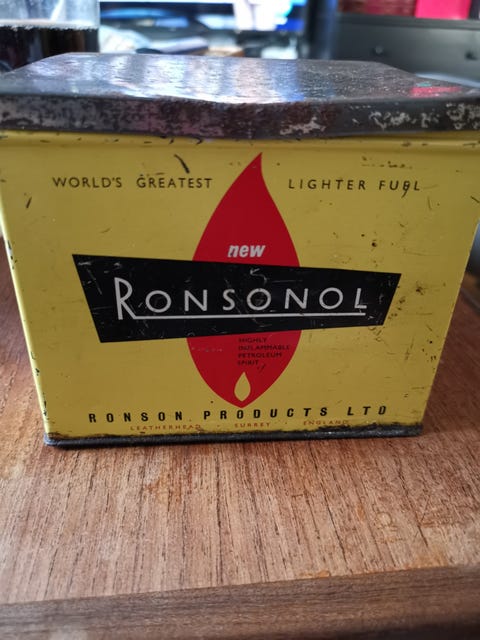 WORLD'S GREATEST LIGHTER FUEL
new
RONSONOL
HIGHLY
INFLAMMABLE
PETROLEUM
SPIRIT
RONSON PRODUCTS LTD
LEATHERHEAD · SURREY · ENGLAND